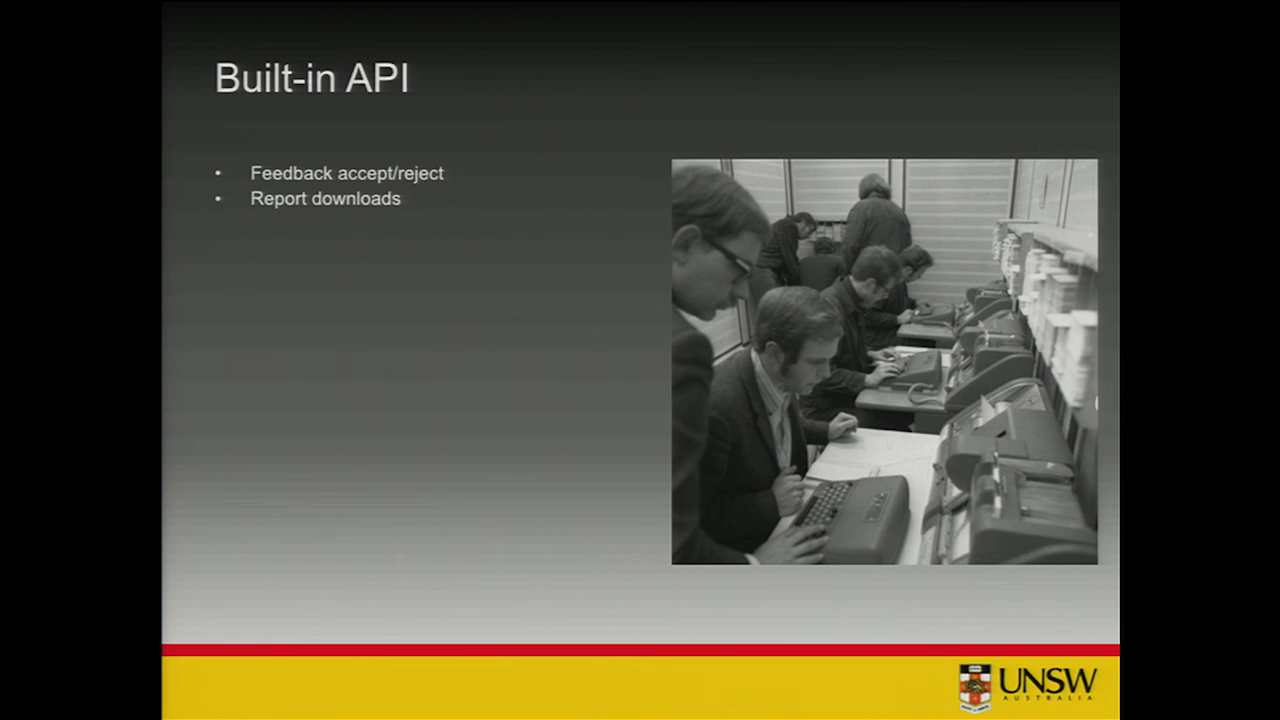 Built-in API
• Feedback accept/reject
• Report downloads
UNSW
AUSTRALIA